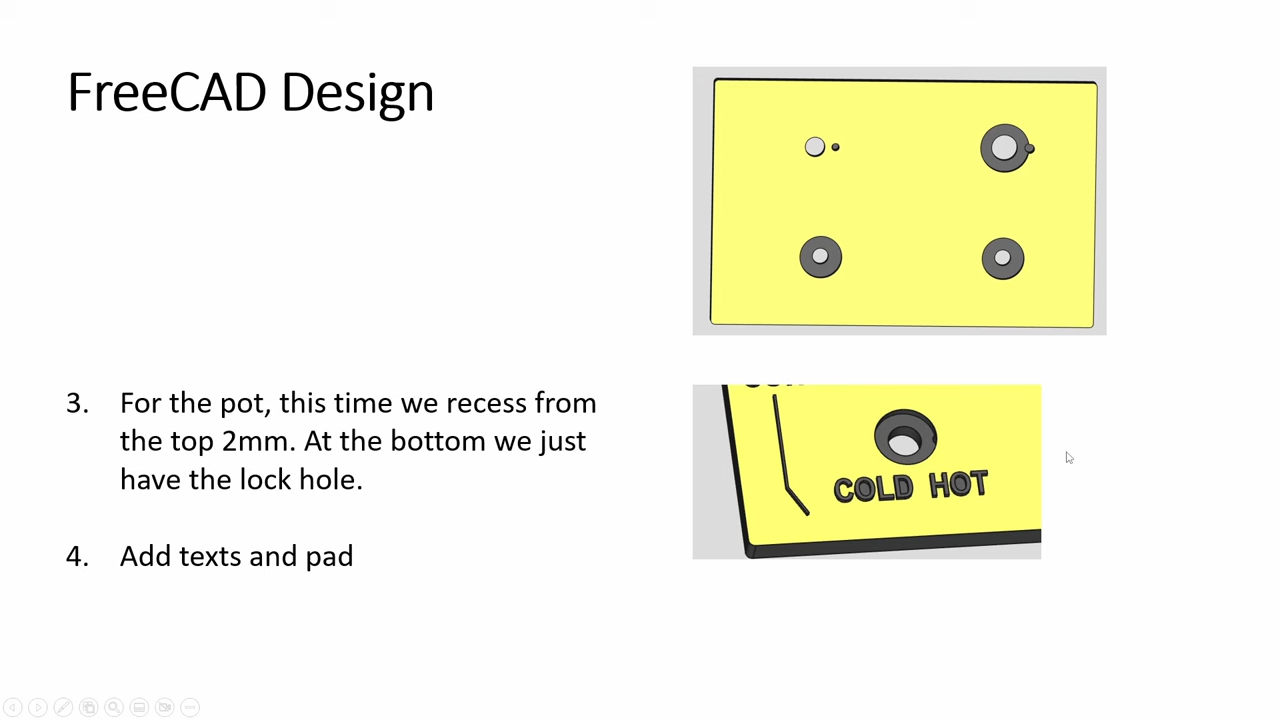 FreeCAD Design
3. For the pot, this time we recess from
the top 2mm. At the bottom we just
have the lock hole.
4. Add texts and pad
COLD HOT